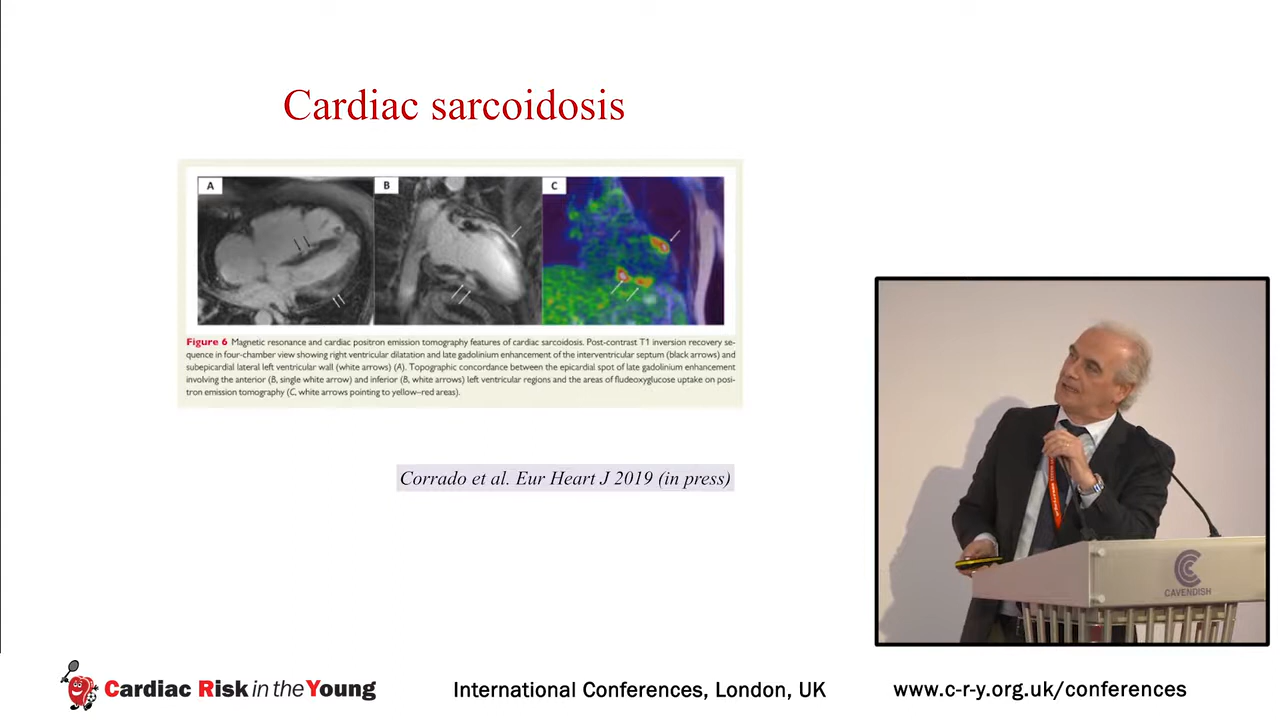 Cardiac sarcoidosis
A
B
C
Figure 6 Magnetic resonance and cardiac positron emission tomography features of cardiac sarcoidosis. Post-contrast T1 inversion recovery se-
quence in four-chamber view showing right ventricular dilatation and late gadolinium enhancement of the interventricular septum (black arrows) and
subepicardial lateral left ventricular wall (white arrows) (A). Topographic concordance between the epicardial spot of late gadolinium enhancement
involving the anterior (B, single white arrow) and inferior (B, white arrows) left ventricular regions and the areas of fludeoxyglucose uptake on posi-
tron emission tomography (C, white arrows pointing to yellow–red areas).
Corrado et al. Eur Heart J 2019 (in press)
CAVENDISH
Cardiac Risk in the Young
International Conferences, London, UK
www.c-r-y.org.uk/conferences